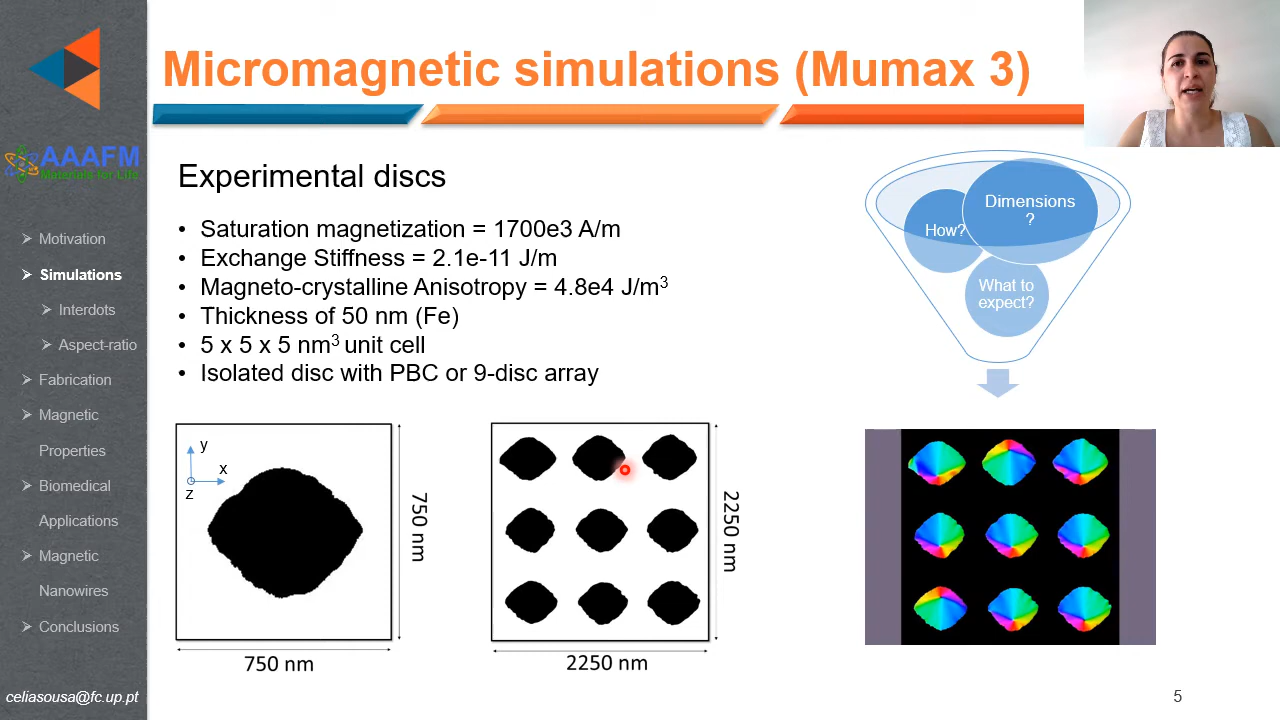 Micromagnetic simulations (Mumax 3)
AAAFM
Materials for Life
Motivation
Simulations
Interdots
Aspect-ratio
Fabrication
Magnetic
Properties
Biomedical
Applications
Magnetic
Nanowires
Conclusions
celiasousa@fc.up.pt
Experimental discs
• Saturation magnetization = 1700e3 A/m
• Exchange Stiffness = 2.1e-11 J/m
• Magneto-crystalline Anisotropy = 4.8e4 J/m³
• Thickness of 50 nm (Fe)
• 5 x 5 x 5 nm³ unit cell
• Isolated disc with PBC or 9-disc array
y
x
z
750 nm
750 nm
2250 nm
2250 nm
Dimensions
?
How?
What to
expect?
5